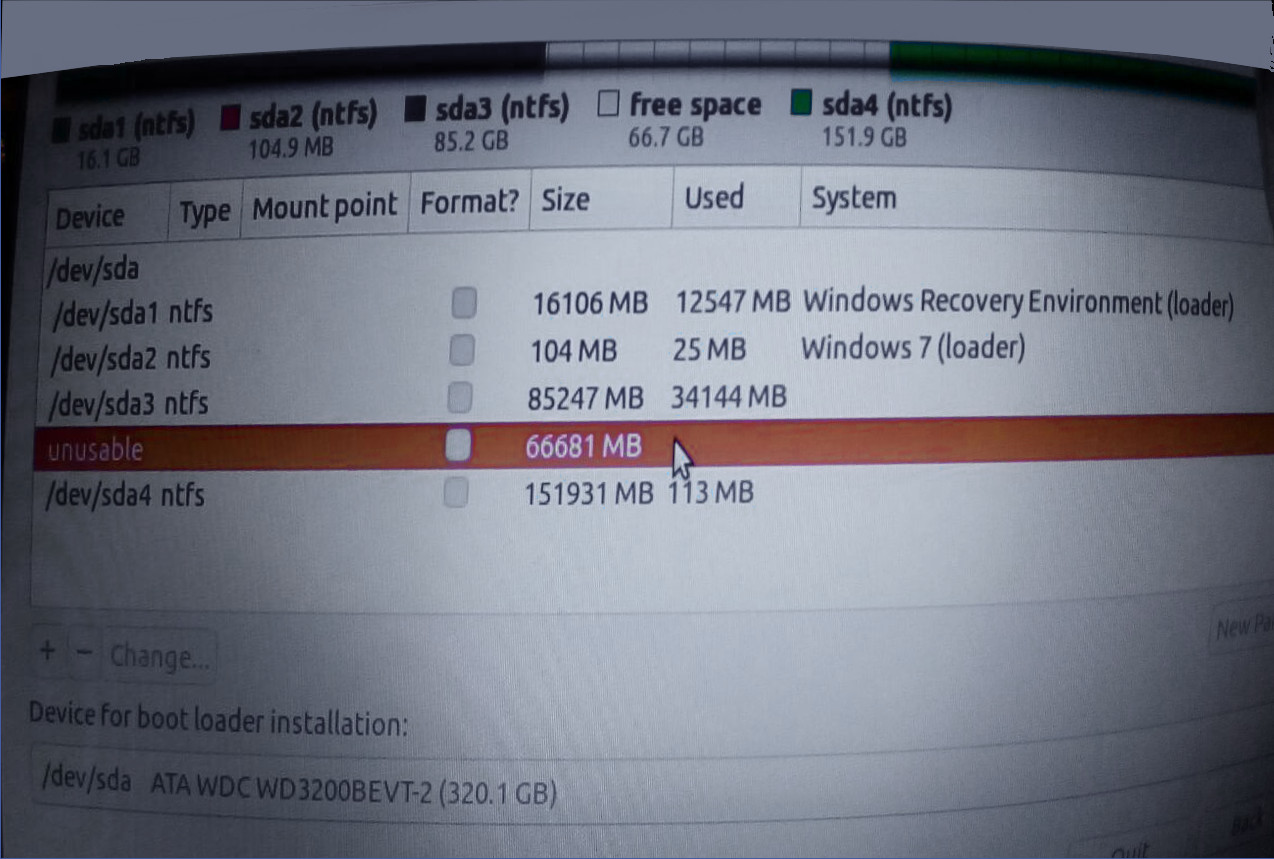 sda1 (ntfs) sda2 (ntfs) sda3 (ntfs) free space sda4 (ntfs)
16.1 GB 104.9 MB 85.2 GB 66.7 GB 151.9 GB
Device Type Mount point Format? Size Used System
/dev/sda
/dev/sda1 ntfs 16106 MB 12547 MB Windows Recovery Environment (loader)
/dev/sda2 ntfs 104 MB 25 MB Windows 7 (loader)
/dev/sda3 ntfs 85247 MB 34144 MB
unusable 66681 MB
/dev/sda4 ntfs 151931 MB 113 MB
New
+ − Change...
Device for boot loader installation:
/dev/sda ATA WDC WD3200BEVT-2 (320.1 GB)
Quit Back